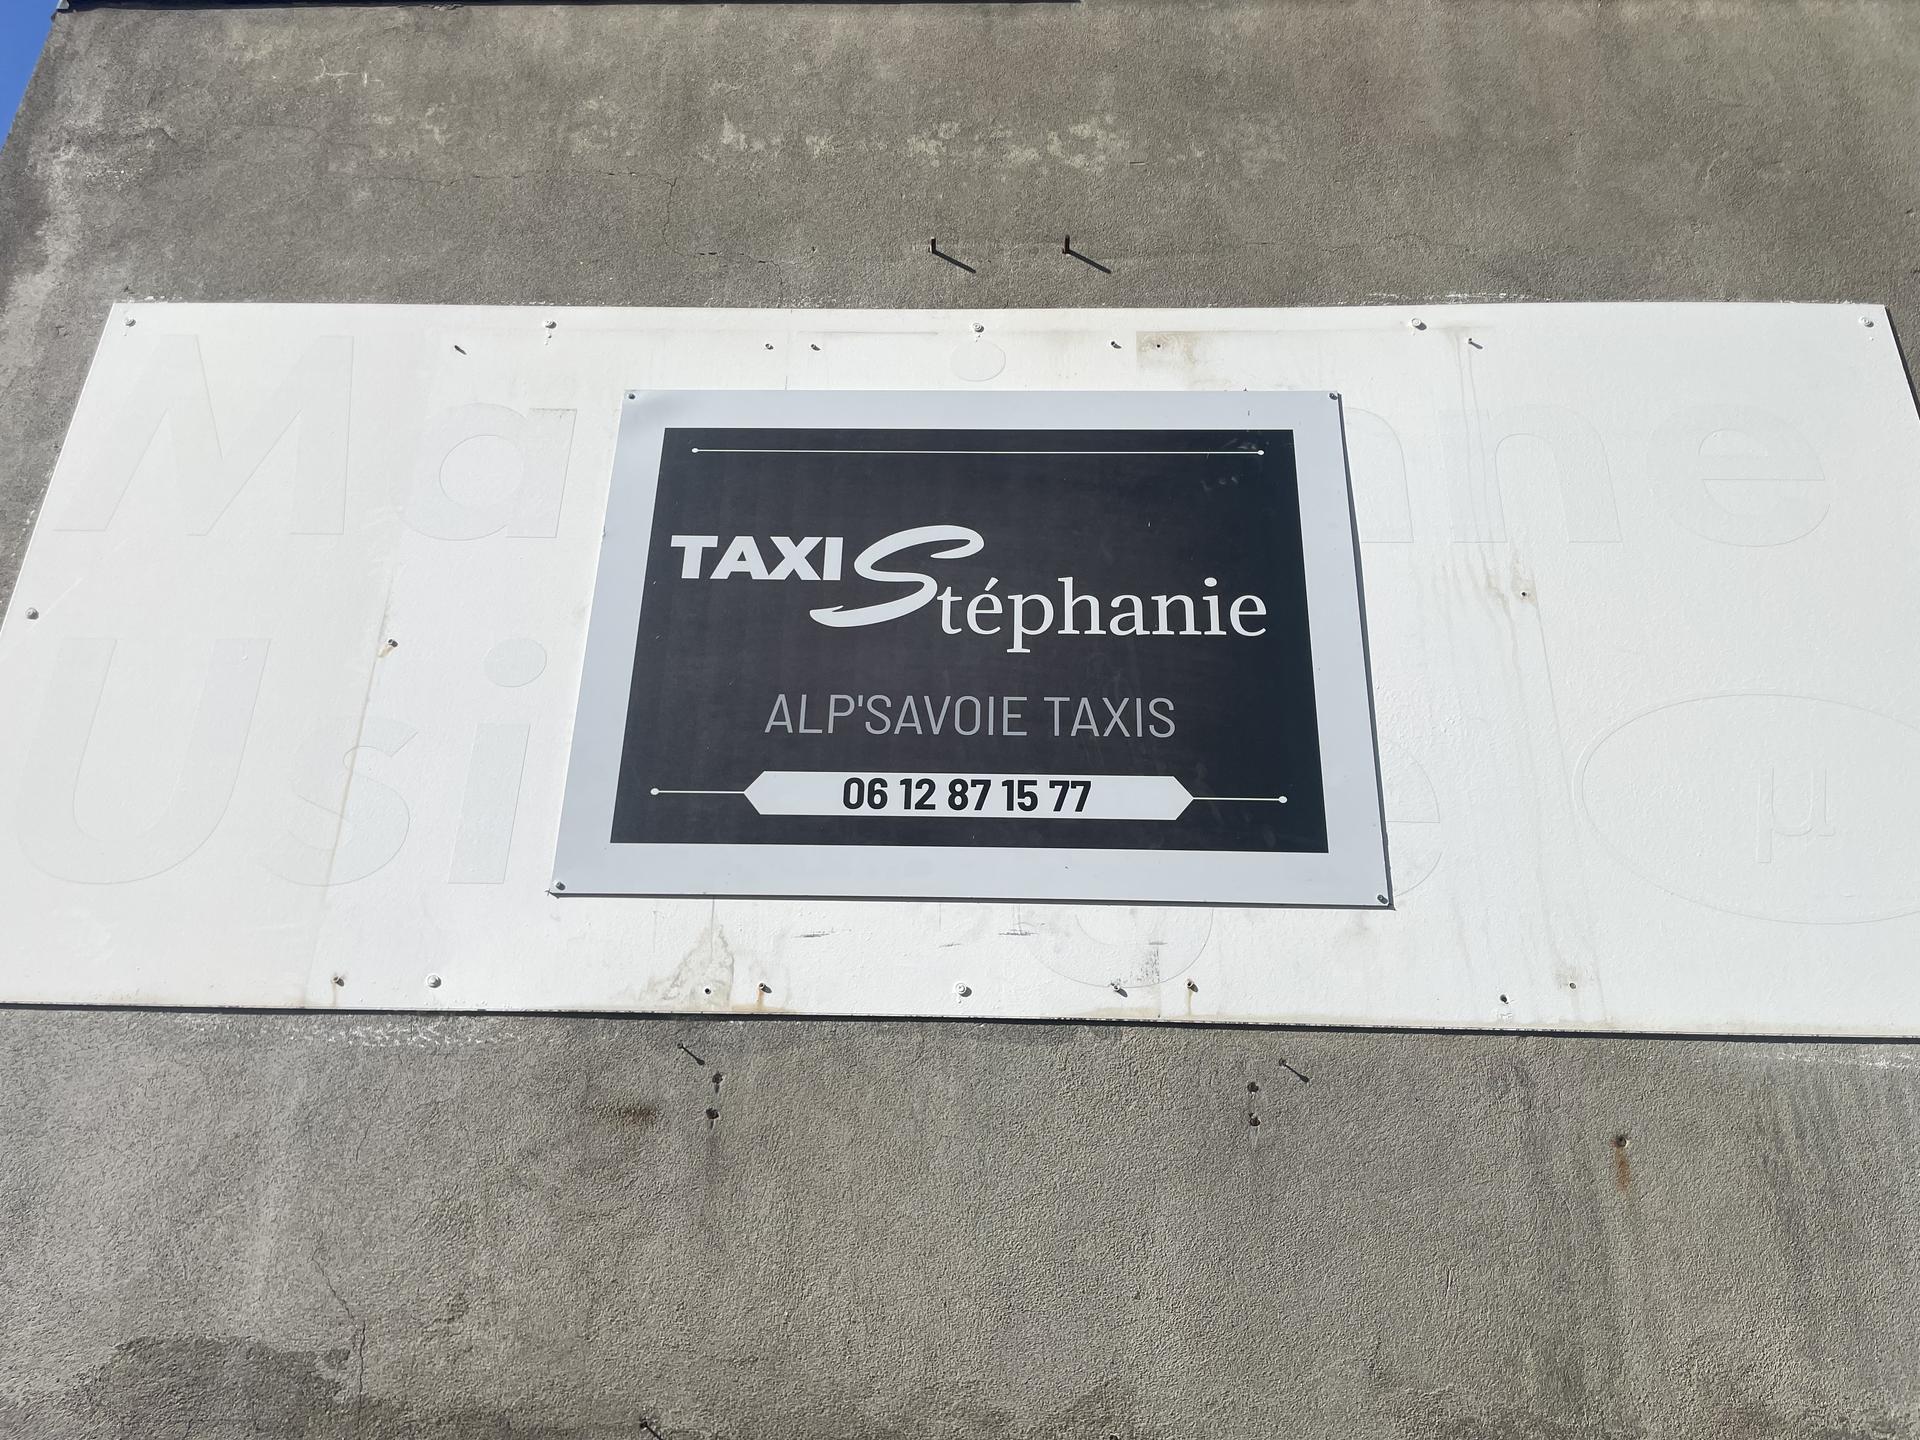 TAXI Stéphanie
ALP'SAVOIE TAXIS
06 12 87 15 77
µ